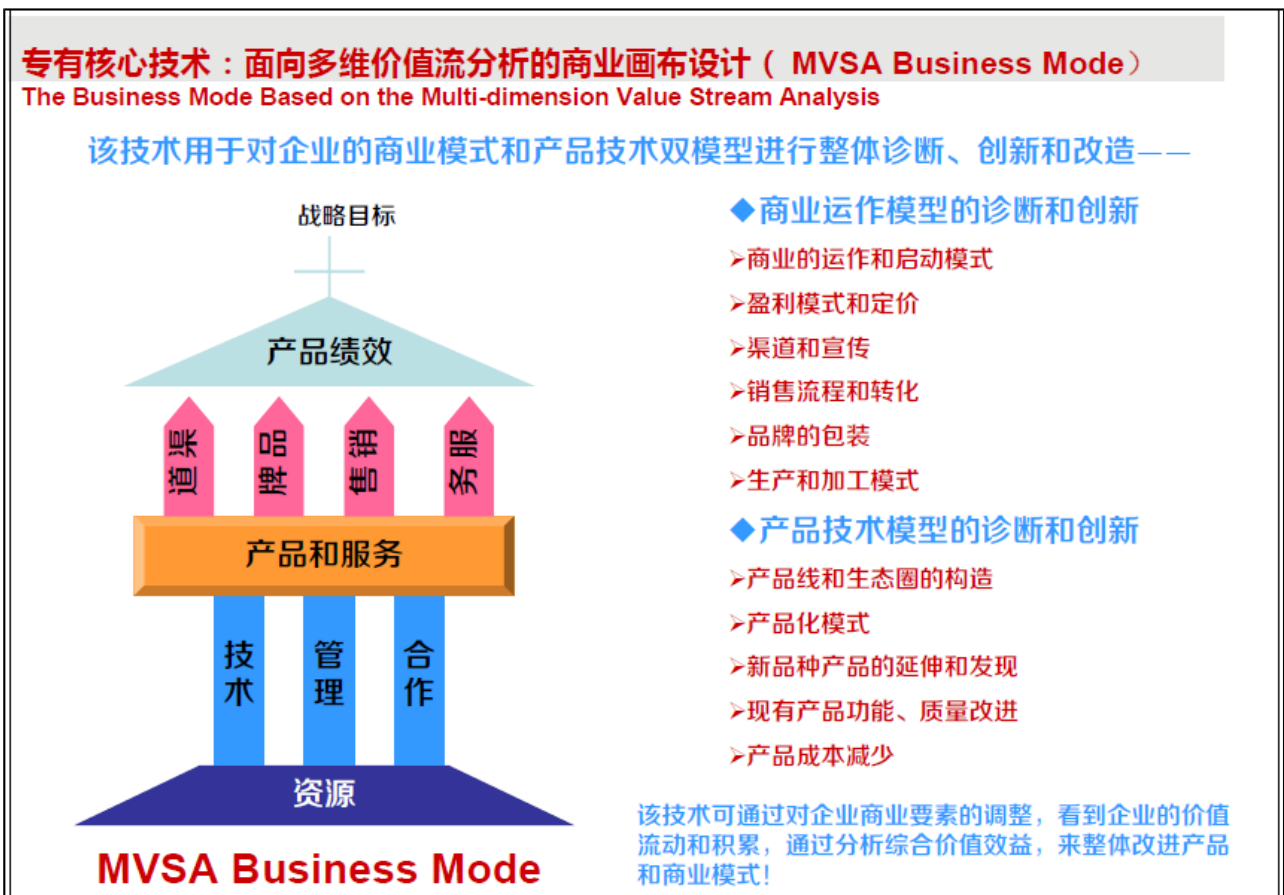 专有核心技术：面向多维价值流分析的商业画布设计（ MVSA Business Mode）
The Business Mode Based on the Multi-dimension Value Stream Analysis
该技术用于对企业的商业模式和产品技术双模型进行整体诊断、创新和改造——
战略目标
产品绩效
渠道
品牌
销售
服务
产品和服务
技术
管理
合作
资源
MVSA Business Mode
◆商业运作模型的诊断和创新
➢商业的运作和启动模式
➢盈利模式和定价
➢渠道和宣传
➢销售流程和转化
➢品牌的包装
➢生产和加工模式
◆产品技术模型的诊断和创新
➢产品线和生态圈的构造
➢产品化模式
➢新品种产品的延伸和发现
➢现有产品功能、质量改进
➢产品成本减少
该技术可通过对企业商业要素的调整，看到企业的价值
流动和积累，通过分析综合价值效益，来整体改进产品
和商业模式！